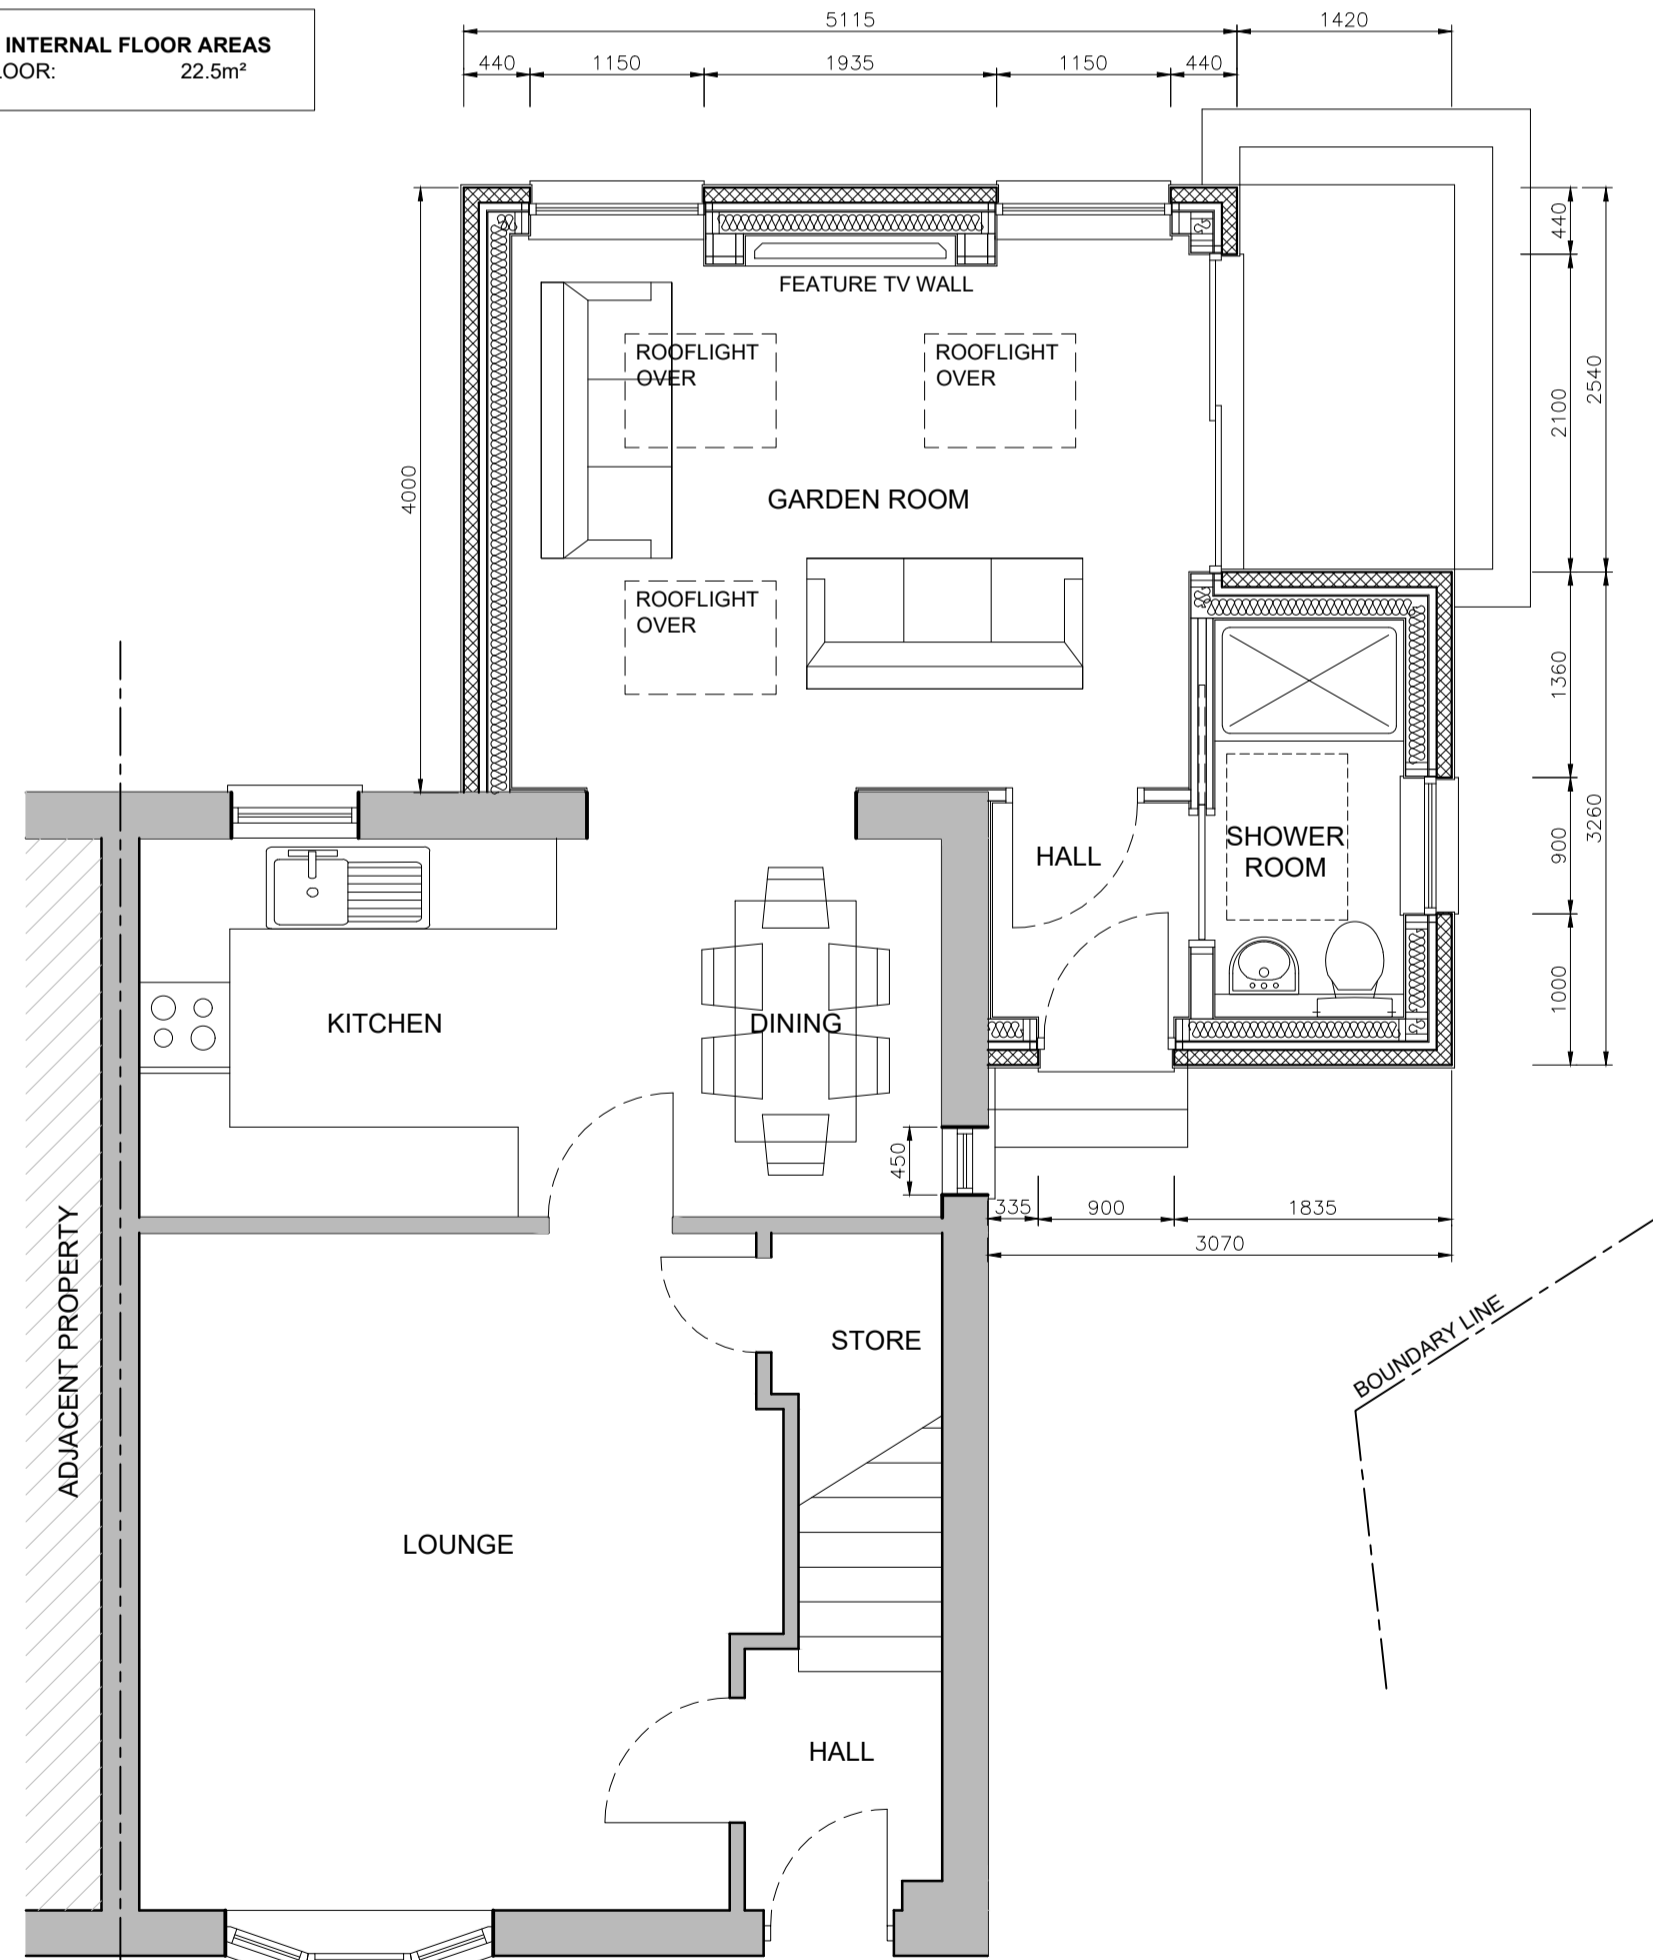 INTERNAL FLOOR AREAS
LOOR: 22.5m²
5115
1420
440
1150
1935
1150
440
FEATURE TV WALL
ROOFLIGHT
OVER
ROOFLIGHT
OVER
440
2100
2540
4000
GARDEN ROOM
ROOFLIGHT
OVER
1360
3260
900
1000
HALL
SHOWER
ROOM
KITCHEN
DINING
450
335
900
1835
3070
ADJACENT PROPERTY
STORE
BOUNDARY LINE
LOUNGE
HALL